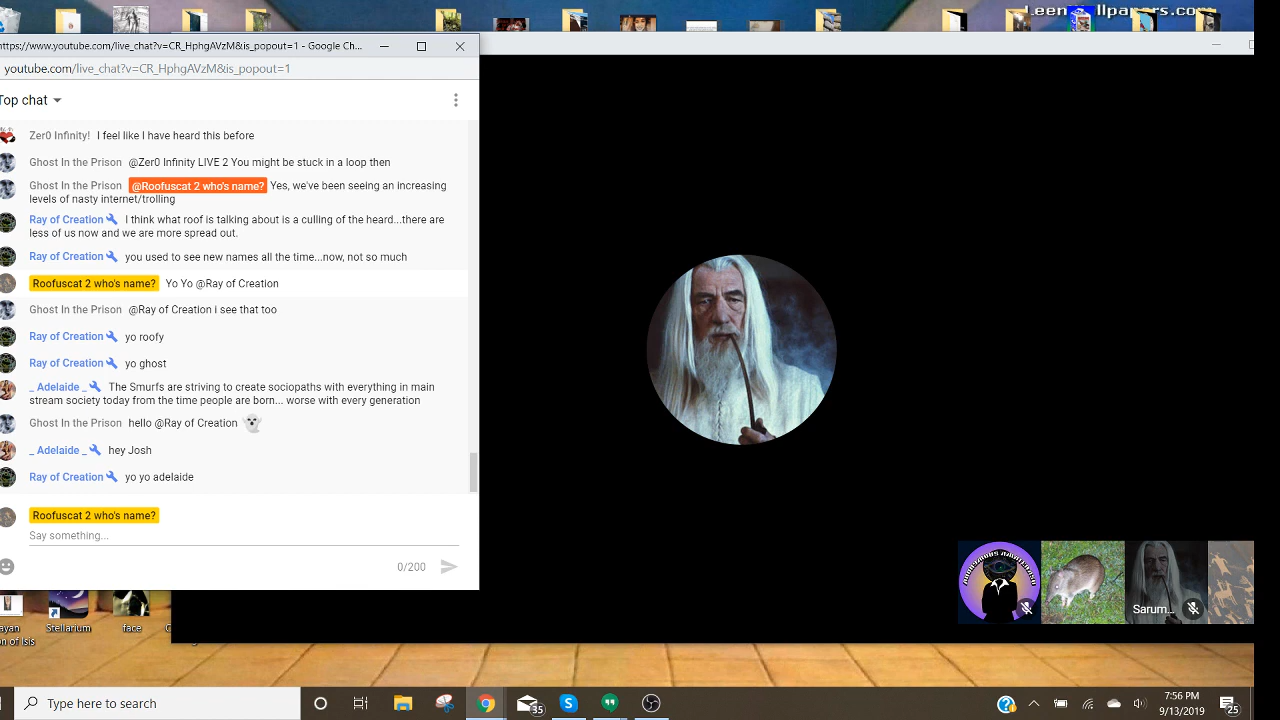 Leen
llpapers.com
https://www.youtube.com/live_chat?v=CR_HphgAVzM&is_popout=1 - Google Ch...
youtube.com/live_chat?v=CR_HphgAVzM&is_popout=1
Top chat
Zer0 Infinity! I feel like I have heard this before
Ghost In the Prison @Zer0 Infinity LIVE 2 You might be stuck in a loop then
Ghost In the Prison @Roofuscat 2 who's name? Yes, we've been seeing an increasing
levels of nasty internet/trolling
Ray of Creation I think what roof is talking about is a culling of the heard...there are
less of us now and we are more spread out.
Ray of Creation you used to see new names all the time...now, not so much
Roofuscat 2 who's name? Yo Yo @Ray of Creation
Ghost In the Prison @Ray of Creation i see that too
Ray of Creation yo roofy
Ray of Creation yo ghost
_ Adelaide _ The Smurfs are striving to create sociopaths with everything in main
stream society today from the time people are born... worse with every generation
Ghost In the Prison hello @Ray of Creation
_ Adelaide _ hey Josh
Ray of Creation yo yo adelaide
Roofuscat 2 who's name?
Say something...
0/200
Sarum...
ayan
on of Isis
Stellarium
face
Type here to search
35
7:56 PM
9/13/2019
25